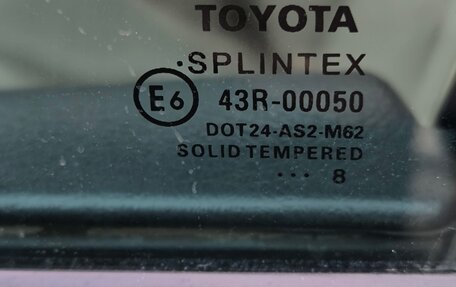 TOYOTA
·SPLINTEX
E6 43R-00050
DOT24-AS2-M62
SOLID TEMPERED
··· 8